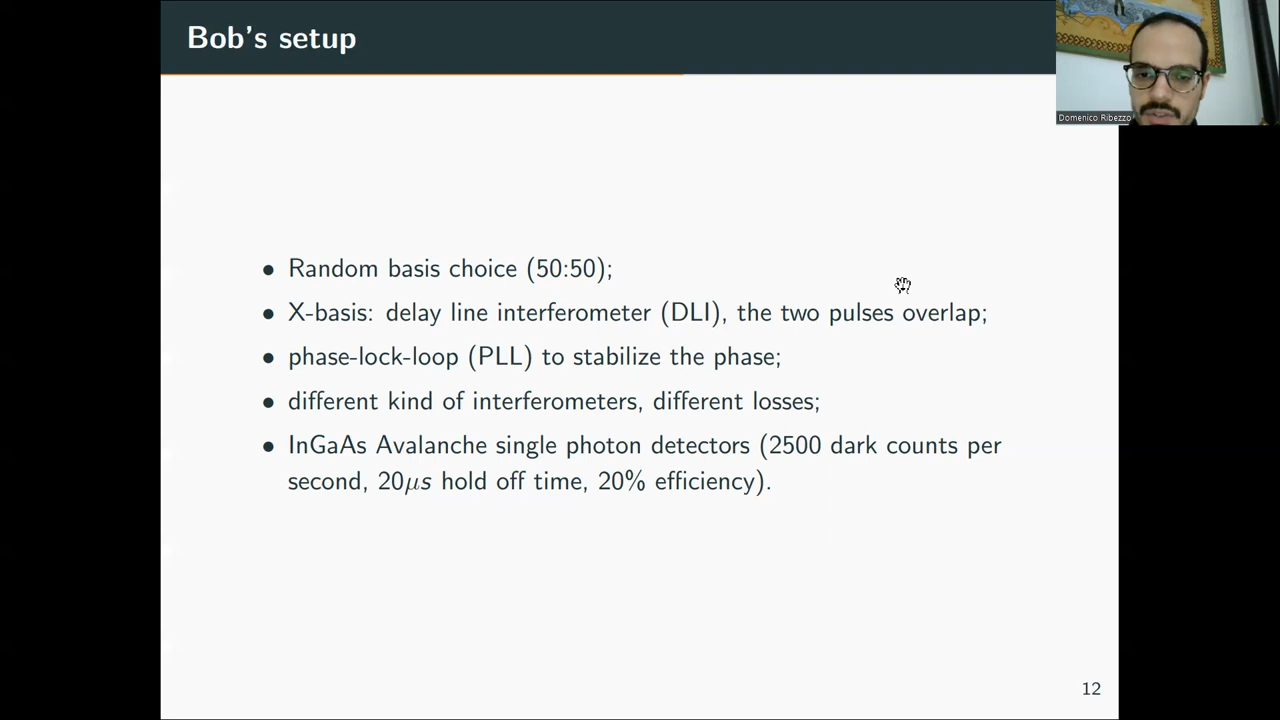 Bob's setup
Domenico Ribezzo
• Random basis choice (50:50);
• X-basis: delay line interferometer (DLI), the two pulses overlap;
• phase-lock-loop (PLL) to stabilize the phase;
• different kind of interferometers, different losses;
• InGaAs Avalanche single photon detectors (2500 dark counts per
second, 20μs hold off time, 20% efficiency).
12